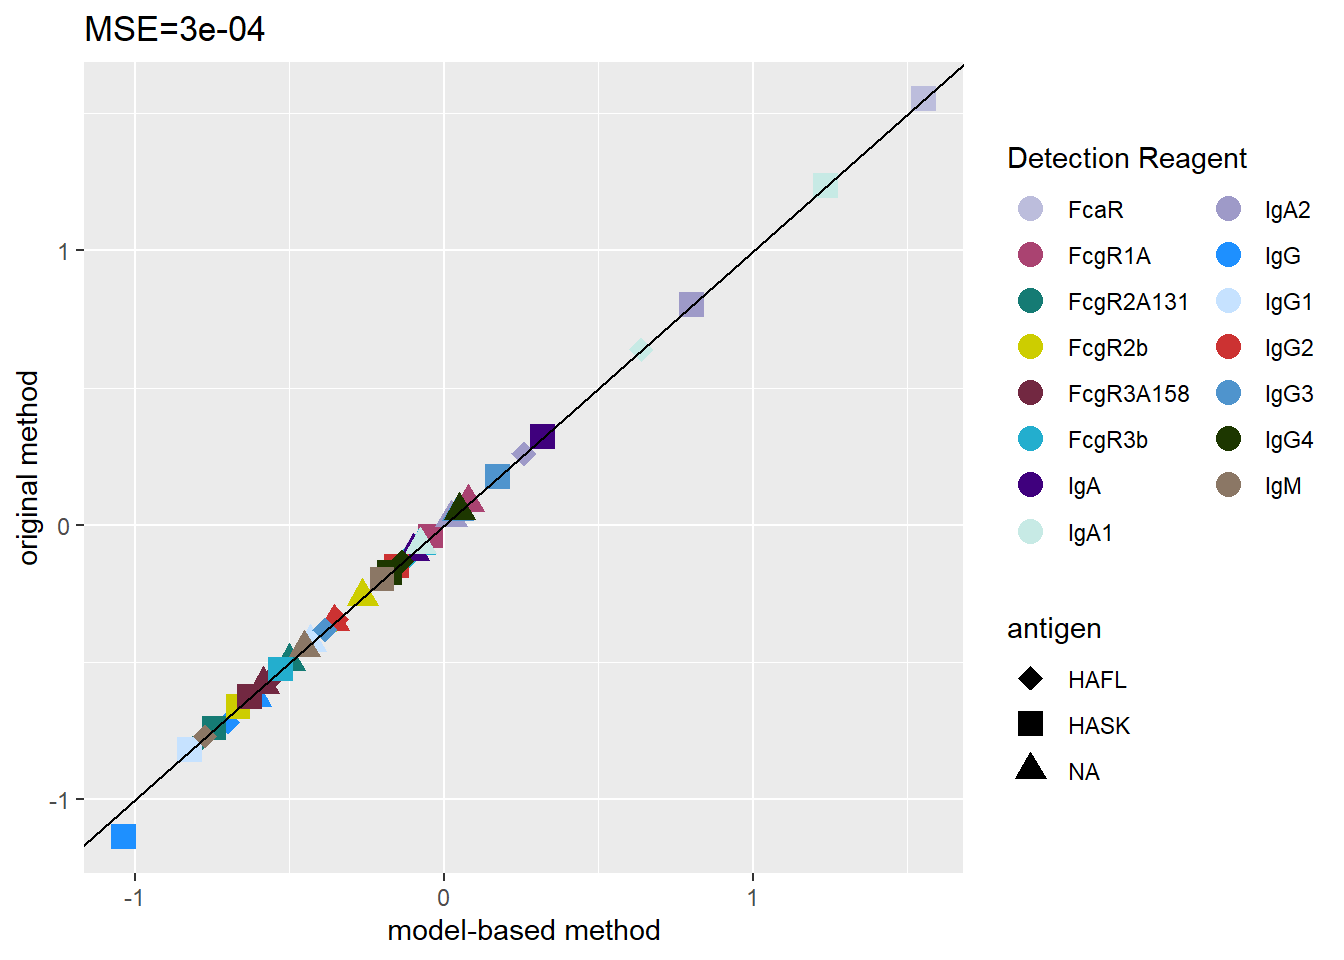 MSE=3e-04
original method
1
0
-1
-1
0
1
model-based method
Detection Reagent
FcaR
FcgR1A
FcgR2A131
FcgR2b
FcgR3A158
FcgR3b
IgA
IgA1
IgA2
IgG
IgG1
IgG2
IgG3
IgG4
IgM
antigen
HAFL
HASK
NA